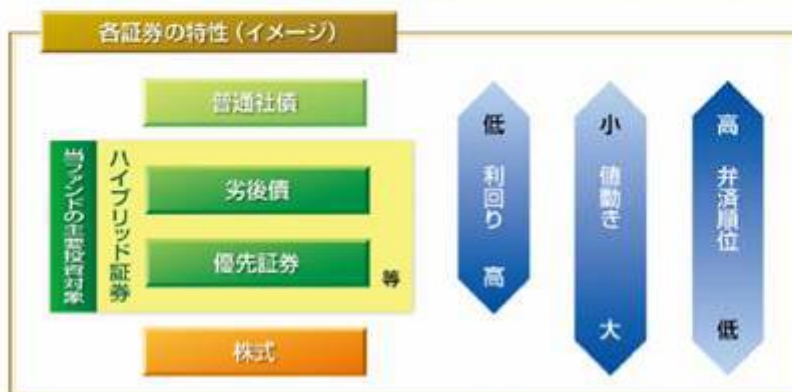 各証券の特性(イメージ)
普通社債
当ファンドの主要投資対象
ハイブリッド証券
劣後債
優先証券
等
株式
低 利回り 高
小 値動き 大
高 弁済順位 低